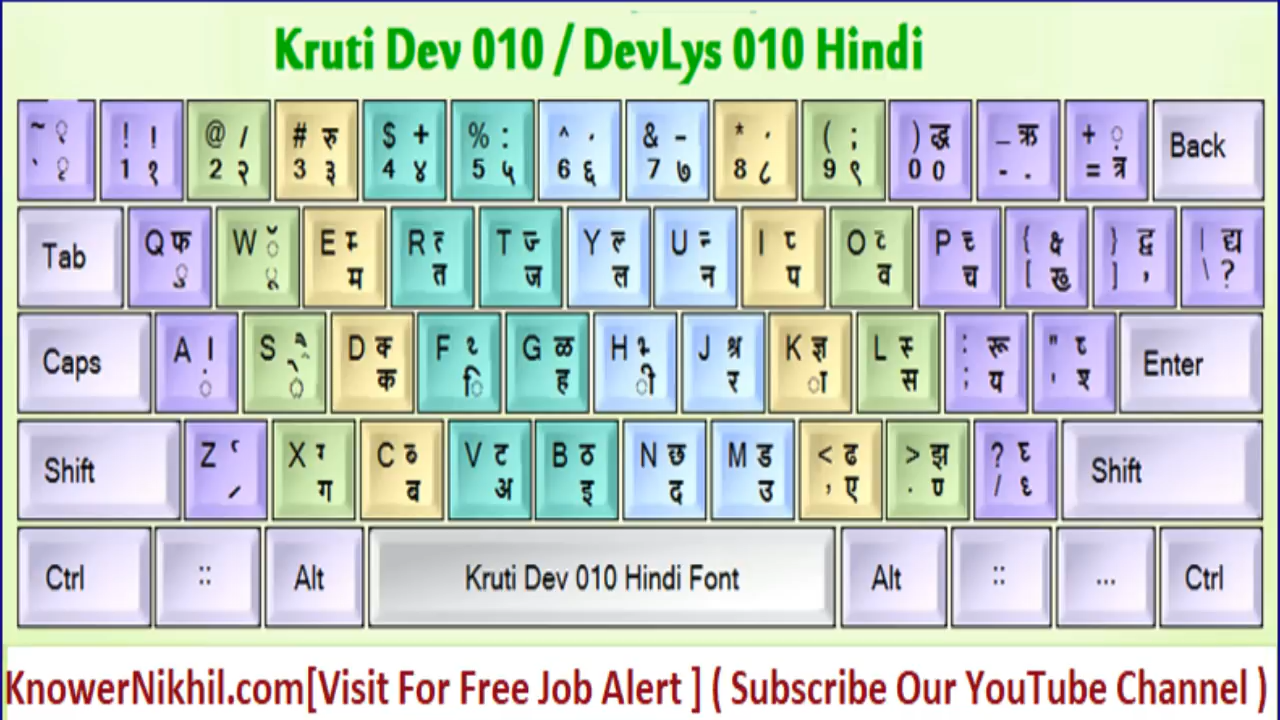 Kruti Dev 010 / DevLys 010 Hindi
~ ृ ! । @ / # रु $ + % : ^ ‘ & - * ’ ( ; ) द्ध _ ऋ + ़ Back
` ृ 1 १ 2 २ 3 ३ 4 ४ 5 ५ 6 ६ 7 ७ 8 ८ 9 ९ 0 0 - . = त्र
Tab Q फ W ॅ E म् R त् T ज् Y ल् U न् I प् O व् P च् { क्ष् } द्व | द्य
ु ू म त ज ल न प व च [ ख् ] , \ ?
Caps A । S ै D क् F थ् G ळ H भ् J श्र K ज्ञ L स् : रू " ष् Enter
ं े क ि ह ी र ा स ; य ' श्
Shift Z र् X ग् C ब् V ट B ठ N छ M ड < ढ > झ ? घ् Shift
् ग ब अ इ द उ , ए . ण् / ध्
Ctrl :: Alt Kruti Dev 010 Hindi Font Alt :: ... Ctrl
KnowerNikhil.com[Visit For Free Job Alert ] ( Subscribe Our YouTube Channel )